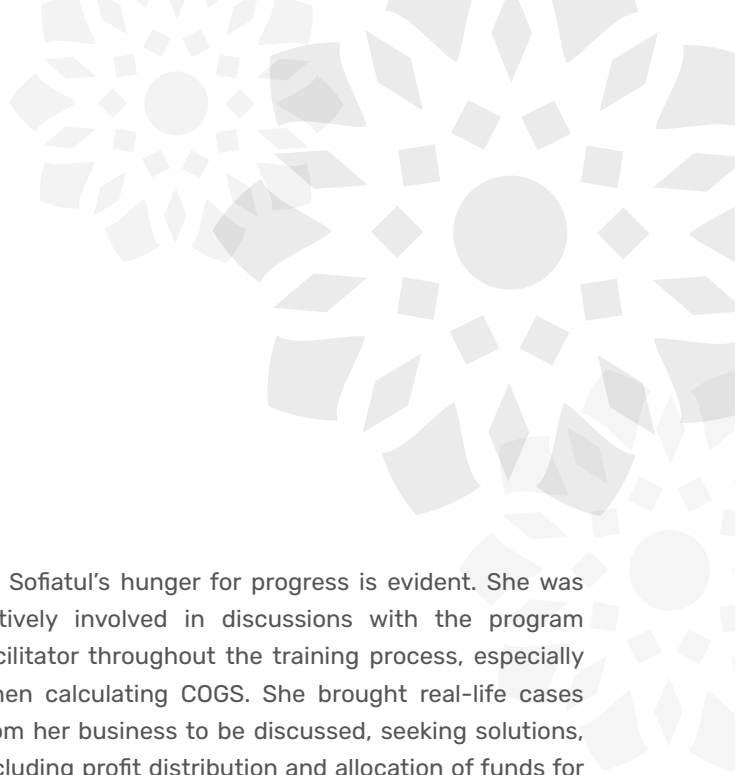 Sofiatul’s hunger for progress is evident. She was
tively involved in discussions with the program
cilitator throughout the training process, especially
hen calculating COGS. She brought real-life cases
om her business to be discussed, seeking solutions,
cluding profit distribution and allocation of funds for